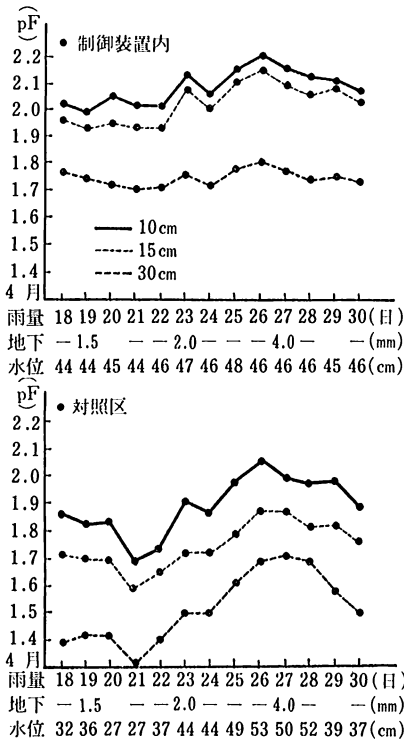 (pF)
● 制御装置内
2.2
2.1
2.0
1.9
1.8
1.7
1.6
1.5
1.4
10cm
15cm
30cm
4月
雨量 18 19 20 21 22 23 24 25 26 27 28 29 30(日)
地下 — 1.5 — — 2.0 — — — 4.0 — —(mm)
水位 44 44 45 44 46 47 46 48 46 46 46 45 46(cm)
(pF)
● 対照区
2.2
2.1
2.0
1.9
1.8
1.7
1.6
1.5
1.4
4月
雨量 18 19 20 21 22 23 24 25 26 27 28 29 30(日)
地下 — 1.5 — — 2.0 — — — 4.0 — —(mm)
水位 32 36 27 27 37 44 44 49 53 50 52 39 37(cm)